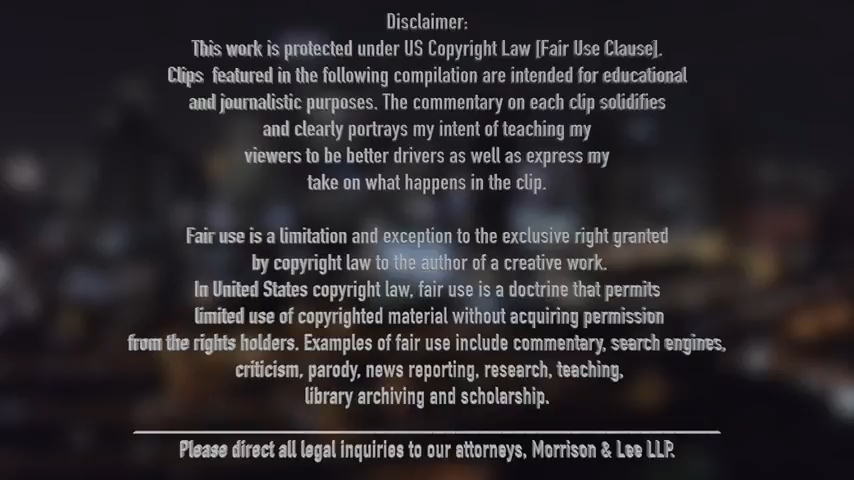 Disclaimer:
This work is protected under US Copyright Law [Fair Use Clause].
Clips featured in the following compilation are intended for educational
and journalistic purposes. The commentary on each clip solidifies
and clearly portrays my intent of teaching my
viewers to be better drivers as well as express my
take on what happens in the clip.
Fair use is a limitation and exception to the exclusive right granted
by copyright law to the author of a creative work.
In United States copyright law, fair use is a doctrine that permits
limited use of copyrighted material without acquiring permission
from the rights holders. Examples of fair use include commentary, search engines,
criticism, parody, news reporting, research, teaching,
library archiving and scholarship.
Please direct all legal inquiries to our attorneys, Morrison & Lee LLP.